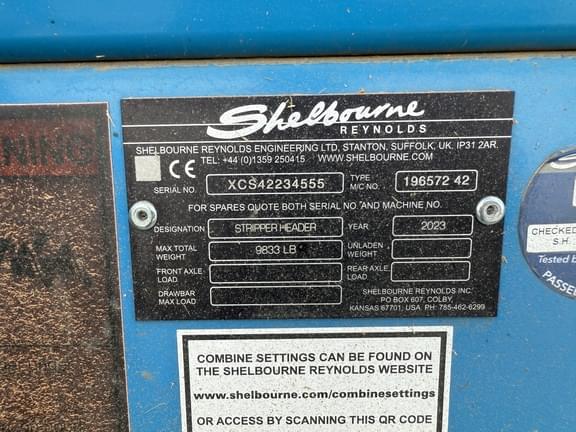 NING
Shelbourne
REYNOLDS
SHELBOURNE REYNOLDS ENGINEERING LTD, STANTON, SUFFOLK, UK. IP31 2AR.
TEL: +44 (0)1359 250415 WWW.SHELBOURNE.COM
CE
SERIAL NO. XCS42234555 TYPE M/C NO. 196572 42
FOR SPARES QUOTE BOTH SERIAL NO. AND MACHINE NO.
DESIGNATION STRIPPER HEADER YEAR 2023
MAX TOTAL WEIGHT 9833 LB UNLADEN WEIGHT
FRONT AXLE LOAD REAR AXLE LOAD
DRAWBAR MAX LOAD
SHELBOURNE REYNOLDS INC.
PO BOX 607, COLBY,
KANSAS 67701, USA PH: 785-462-6299
CHECKED
S.H.
Tested b
PASSE
COMBINE SETTINGS CAN BE FOUND ON
THE SHELBOURNE REYNOLDS WEBSITE
www.shelbourne.com/combinesettings
OR ACCESS BY SCANNING THIS QR CODE